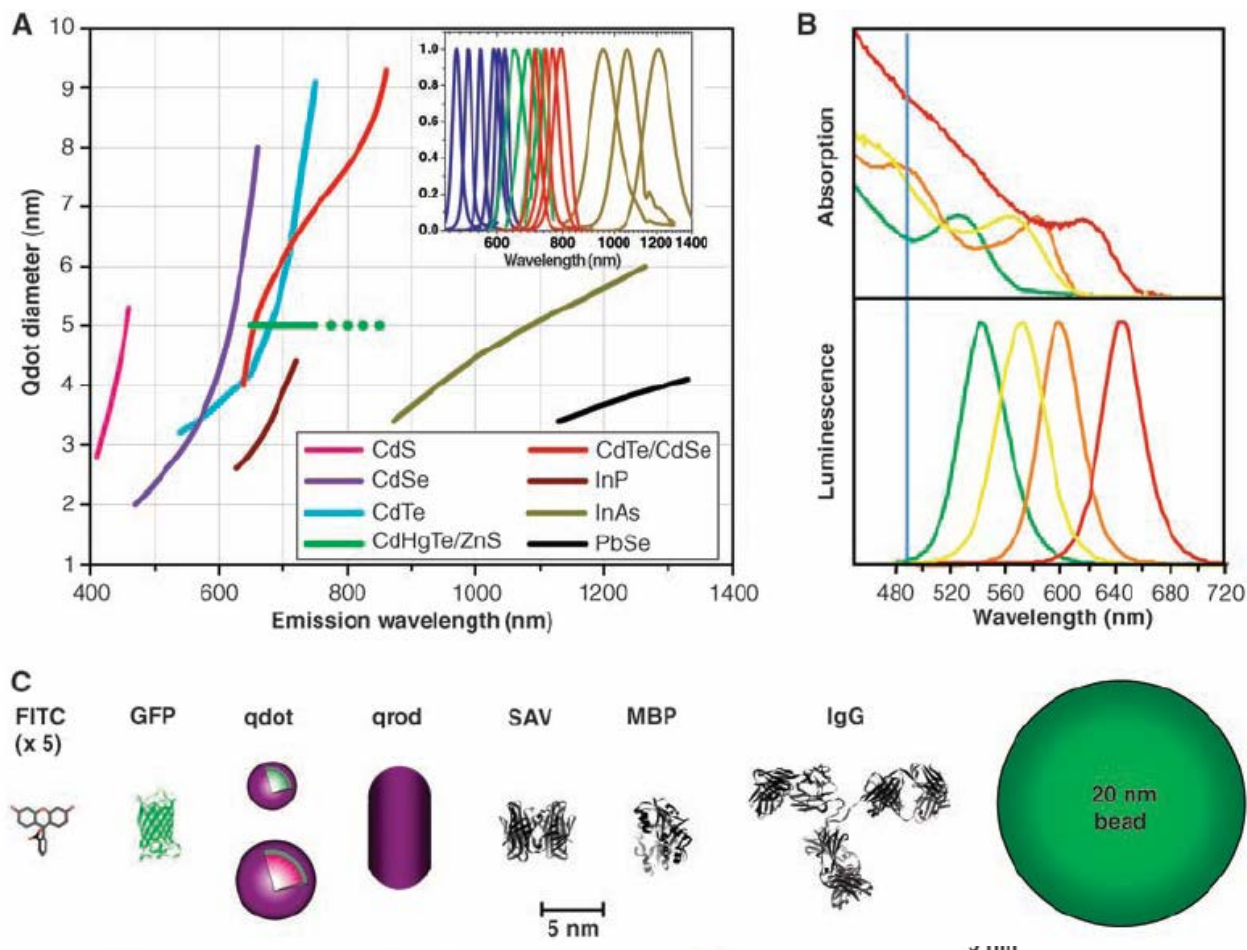 A
10
9
8
7
6
5
4
3
2
1
Qdot diameter (nm)
400
600
800
1000
1200
1400
Emission wavelength (nm)
1.0
0.8
0.6
0.4
0.2
0.0
600
800
1000
1200
1400
Wavelength (nm)
CdS
CdSe
CdTe
CdHgTe/ZnS
CdTe/CdSe
InP
InAs
PbSe
B
Absorption
Luminescence
480
520
560
600
640
680
720
Wavelength (nm)
C
FITC
(x 5)
GFP
qdot
qrod
SAV
MBP
IgG
20 nm
bead
5 nm